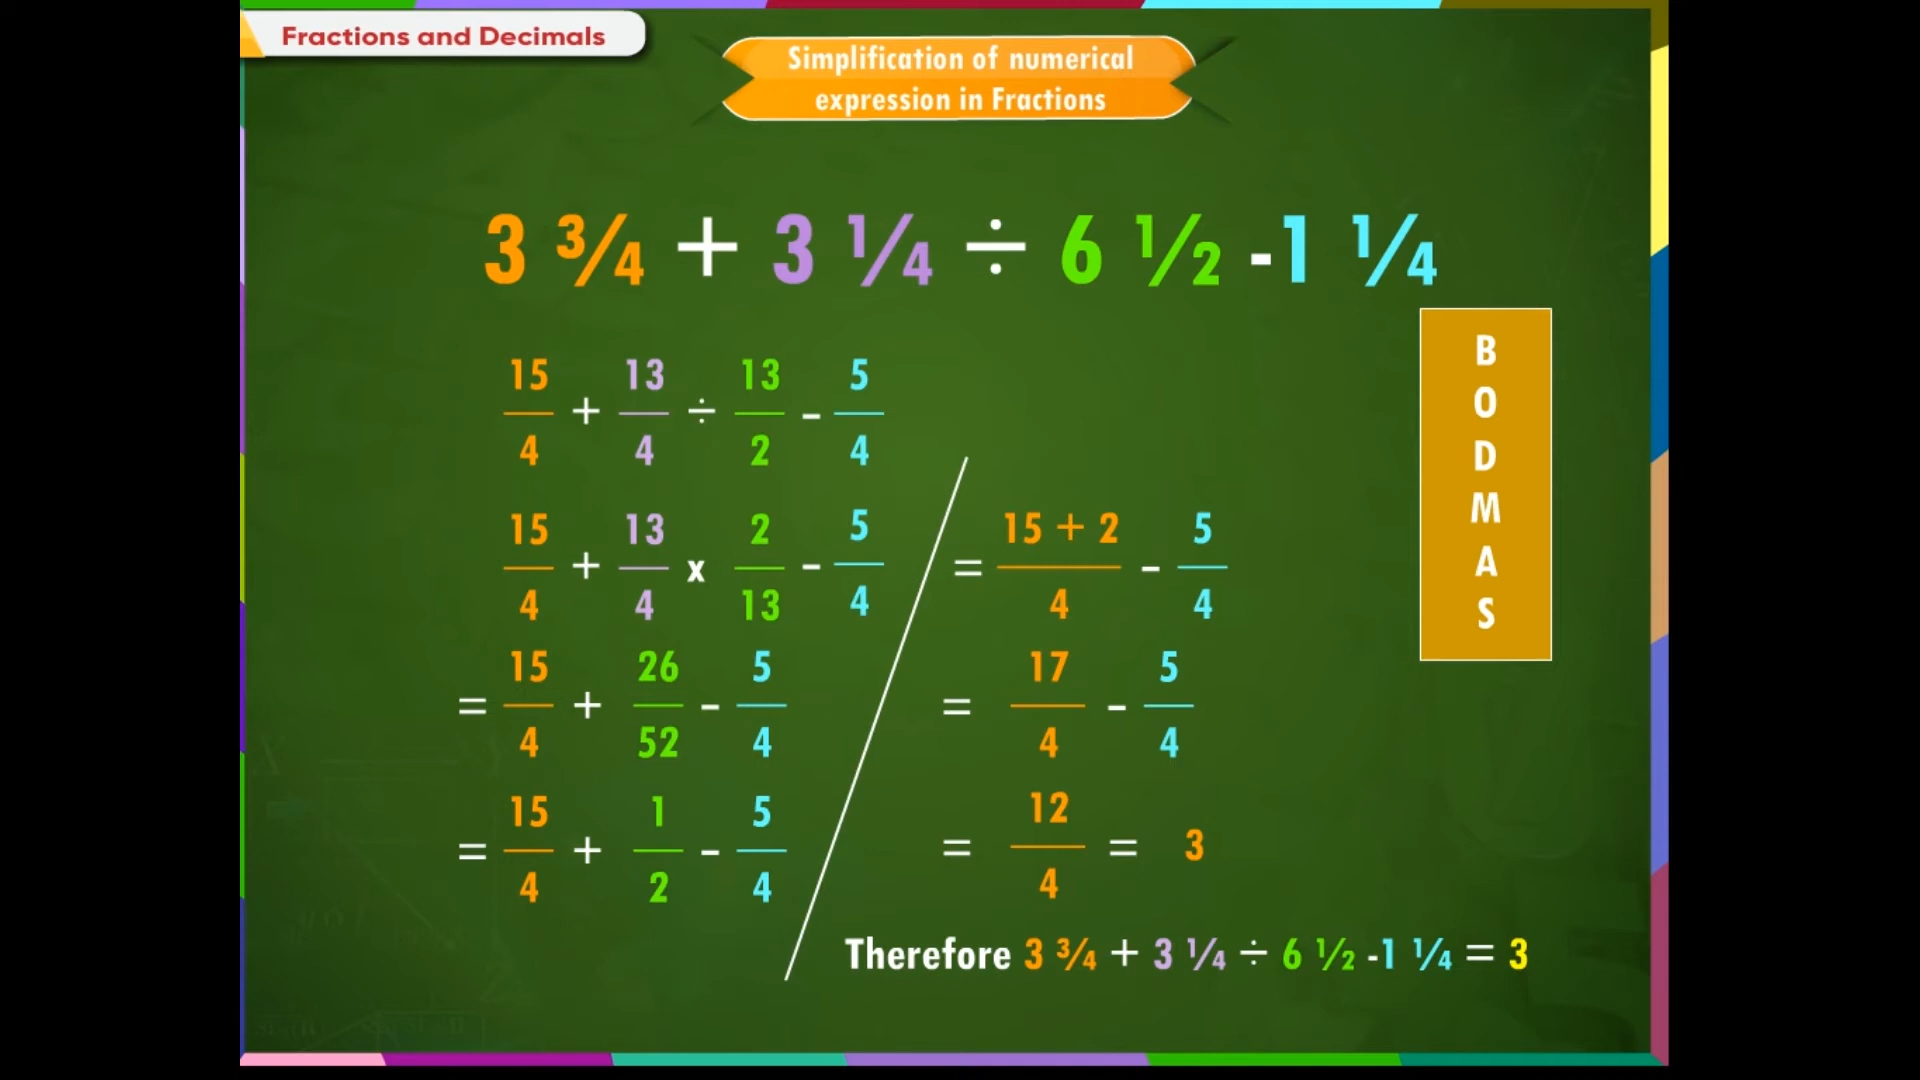 Fractions and Decimals
Simplification of numerical
expression in Fractions
3 ¾ + 3 ¼ ÷ 6 ½ -1 ¼
15/4 + 13/4 ÷ 13/2 - 5/4
15/4 + 13/4 x 2/13 - 5/4
= 15/4 + 26/52 - 5/4
= 15/4 + 1/2 - 5/4
= 15 + 2/4 - 5/4
= 17/4 - 5/4
= 12/4 = 3
Therefore 3 ¾ + 3 ¼ ÷ 6 ½ -1 ¼ = 3
B
O
D
M
A
S